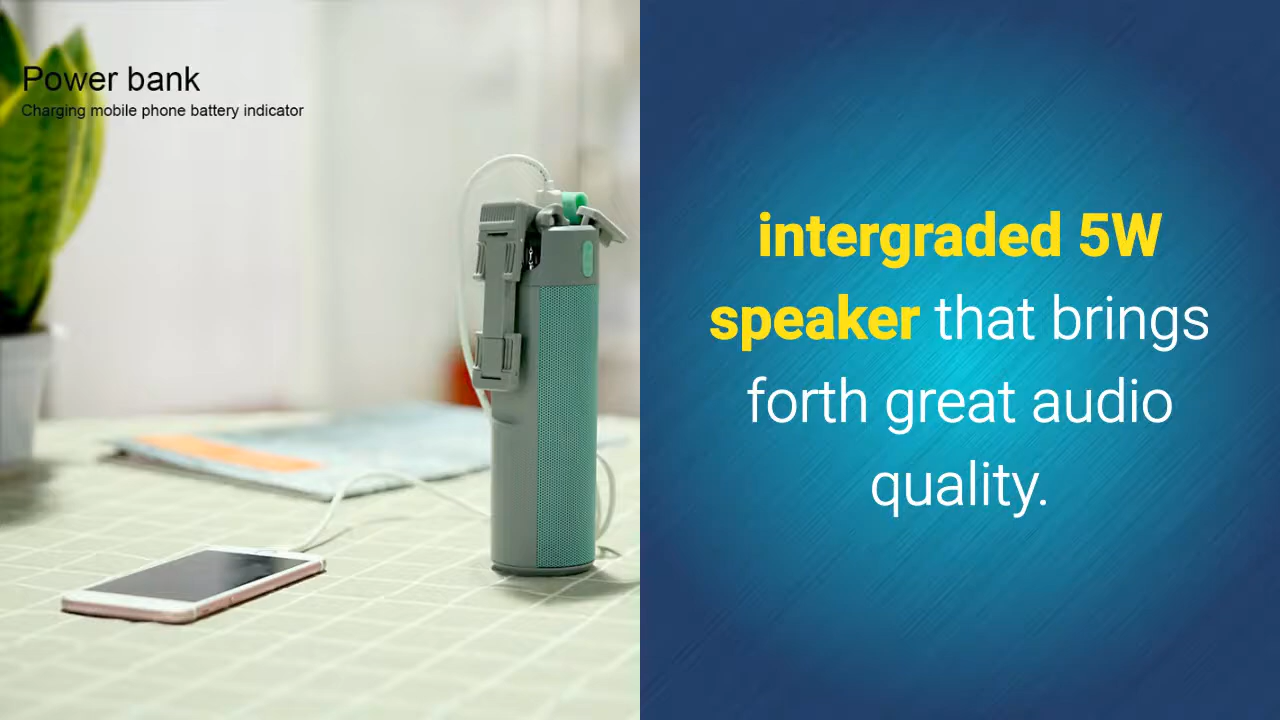 Power bank
Charging mobile phone battery indicator
intergraded 5W
speaker that brings
forth great audio
quality.